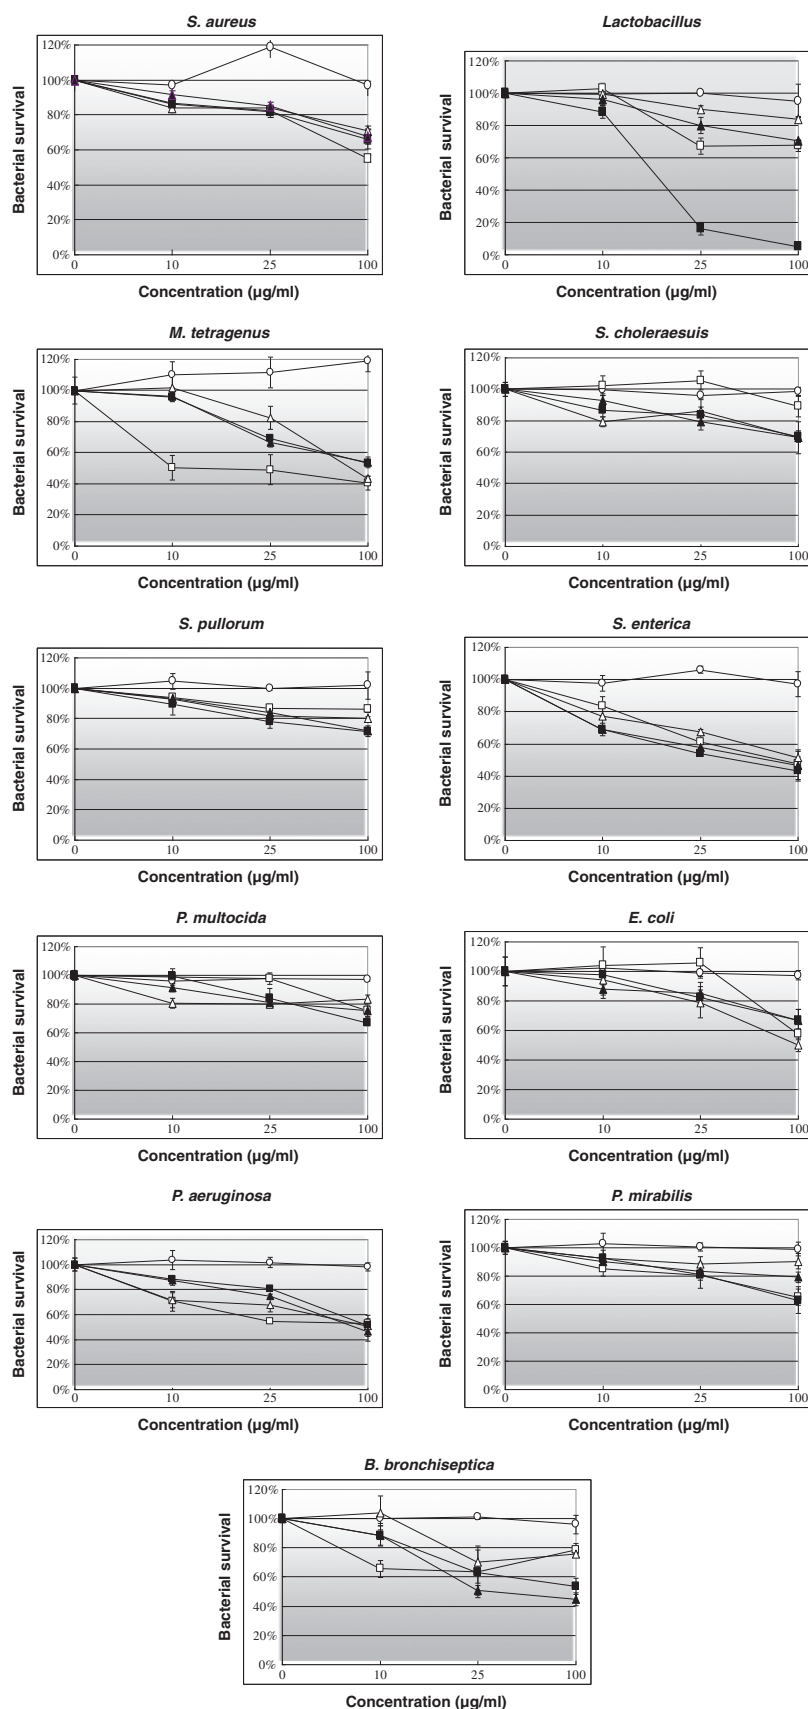 S. aureus
Bacterial survival
120%
100%
80%
60%
40%
20%
0%
0 10 25 100
Concentration (µg/ml)
Lactobacillus
Bacterial survival
120%
100%
80%
60%
40%
20%
0%
0 10 25 100
Concentration (µg/ml)
M. tetragenus
Bacterial survival
120%
100%
80%
60%
40%
20%
0%
0 10 25 100
Concentration (µg/ml)
S. choleraesuis
Bacterial survival
120%
100%
80%
60%
40%
20%
0%
0 10 25 100
Concentration (µg/ml)
S. pullorum
Bacterial survival
120%
100%
80%
60%
40%
20%
0%
0 10 25 100
Concentration (µg/ml)
S. enterica
Bacterial survival
120%
100%
80%
60%
40%
20%
0%
0 10 25 100
Concentration (µg/ml)
P. multocida
Bacterial survival
120%
100%
80%
60%
40%
20%
0%
0 10 25 100
Concentration (µg/ml)
E. coli
Bacterial survival
120%
100%
80%
60%
40%
20%
0%
0 10 25 100
Concentration (µg/ml)
P. aeruginosa
Bacterial survival
120%
100%
80%
60%
40%
20%
0%
0 10 25 100
Concentration (µg/ml)
P. mirabilis
Bacterial survival
120%
100%
80%
60%
40%
20%
0%
0 10 25 100
Concentration (µg/ml)
B. bronchiseptica
Bacterial survival
120%
100%
80%
60%
40%
20%
0%
0 10 25 100
Concentration (µg/ml)